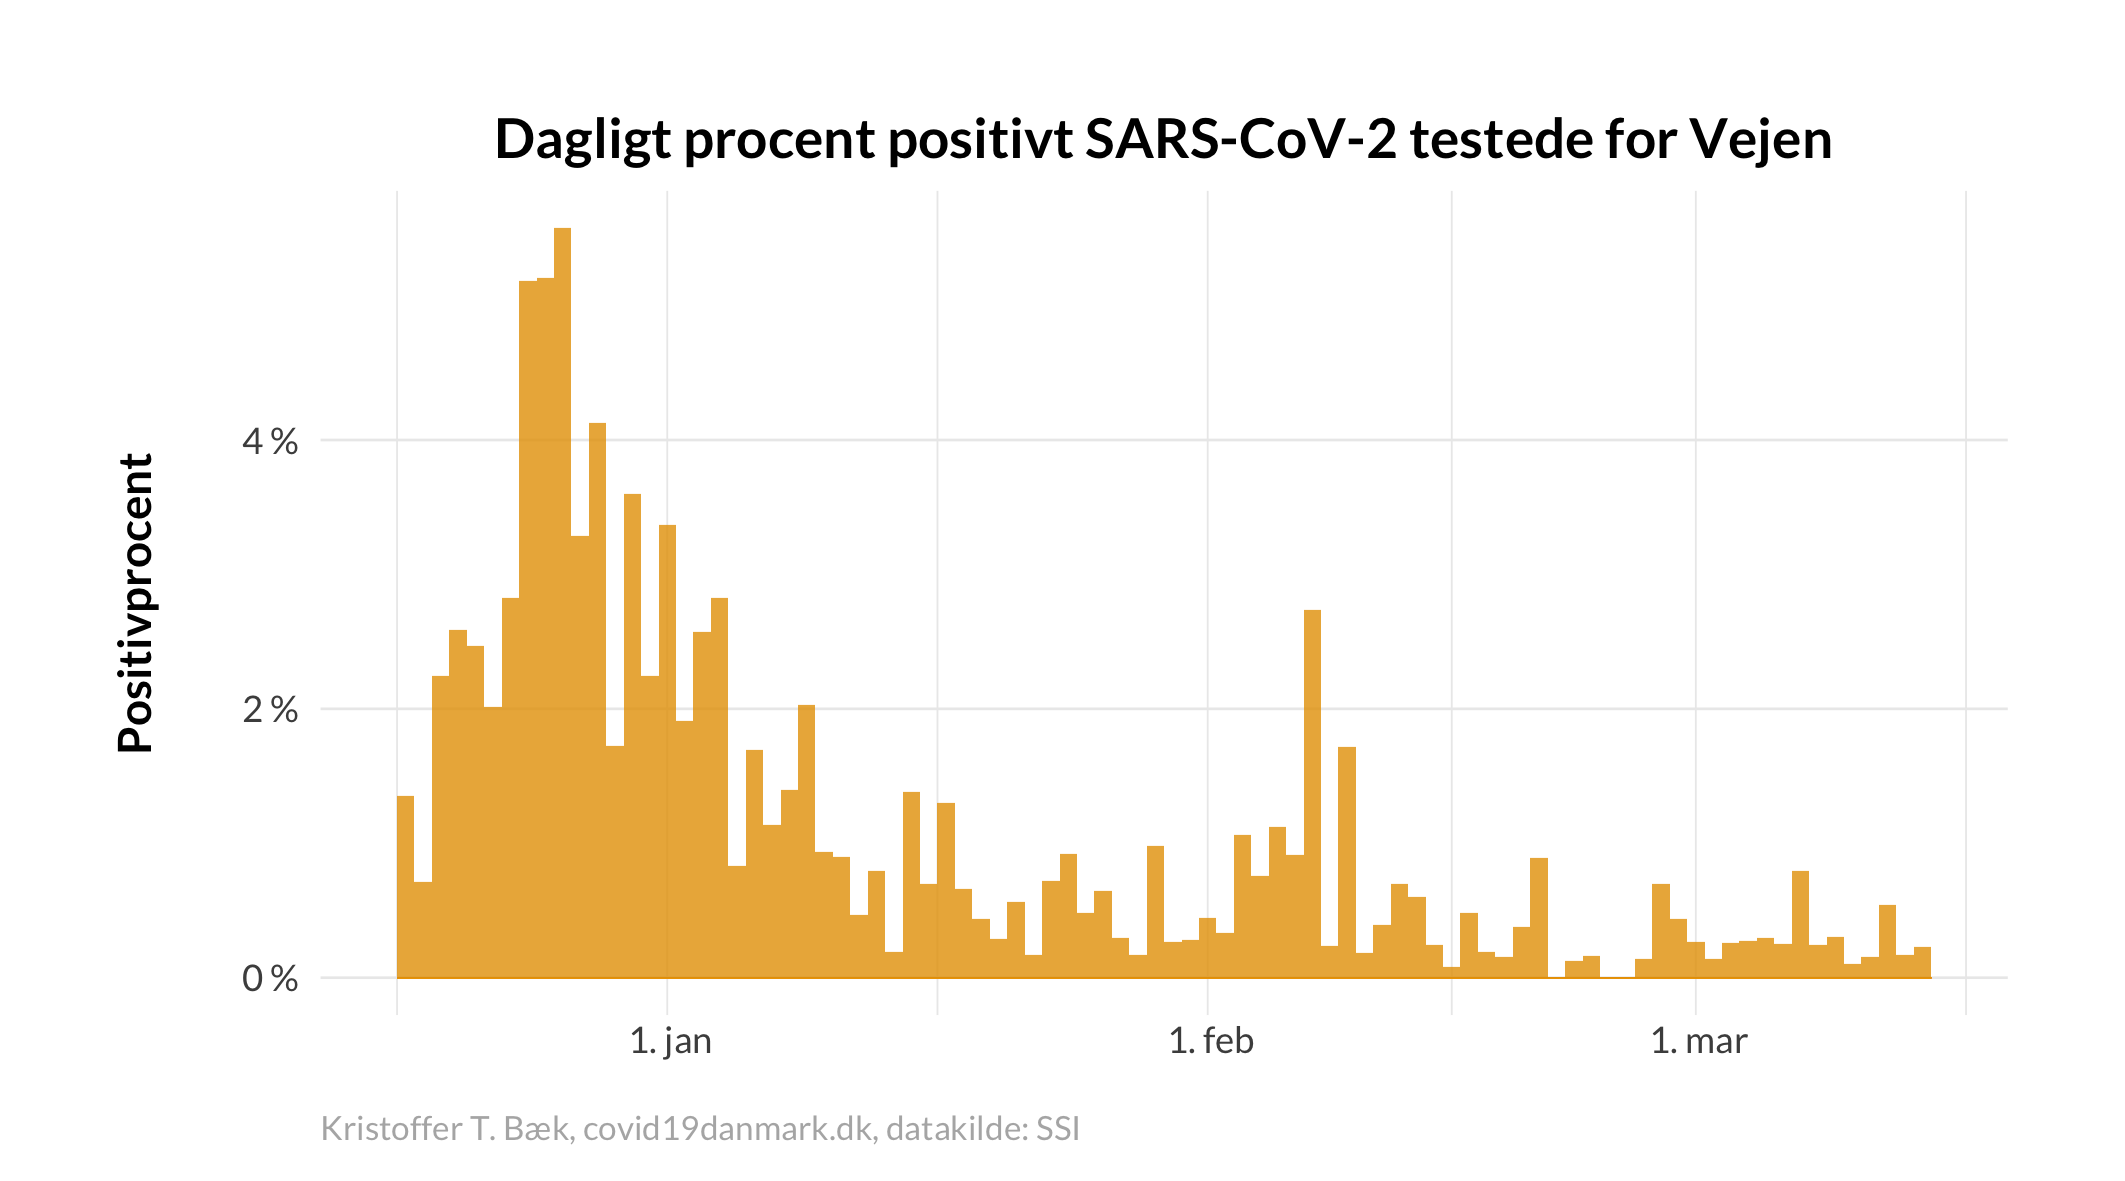 Dagligt procent positivt SARS-CoV-2 testede for Vejen
Positivprocent
4 %
2 %
0 %
1. jan
1. feb
1. mar
Kristoffer T. Bæk, covid19danmark.dk, datakilde: SSI